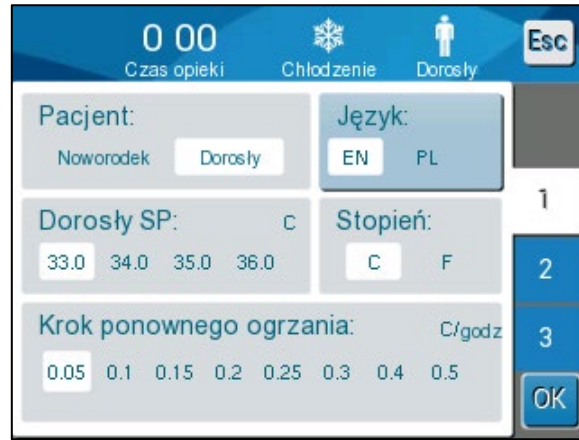 0 00
Czas opieki
Chłodzenie
Dorosły
Esc
Pacjent:
Noworodek Dorosły
Język:
EN PL
1
Dorosły SP: C
33.0 34.0 35.0 36.0
Stopień:
C F
2
Krok ponownego ogrzania: C/godz
0.05 0.1 0.15 0.2 0.25 0.3 0.4 0.5
3
OK